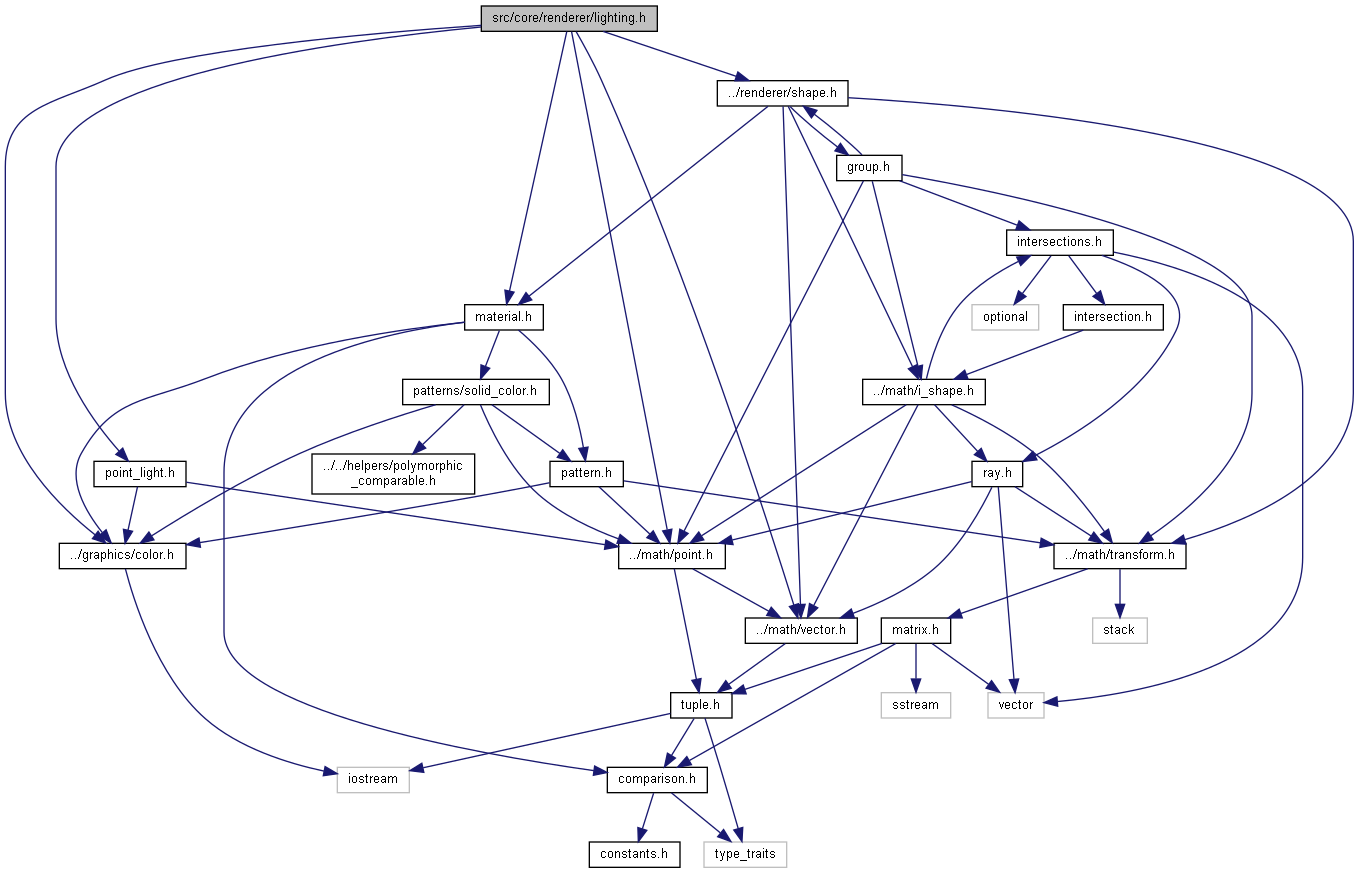 src/core/renderer/lighting.h
../renderer/shape.h
group.h
intersections.h
optional
intersection.h
material.h
../math/i_shape.h
patterns/solid_color.h
point_light.h
../../helpers/polymorphic
_comparable.h
pattern.h
ray.h
../graphics/color.h
../math/point.h
../math/transform.h
../math/vector.h
matrix.h
stack
tuple.h
sstream
vector
iostream
comparison.h
constants.h
type_traits